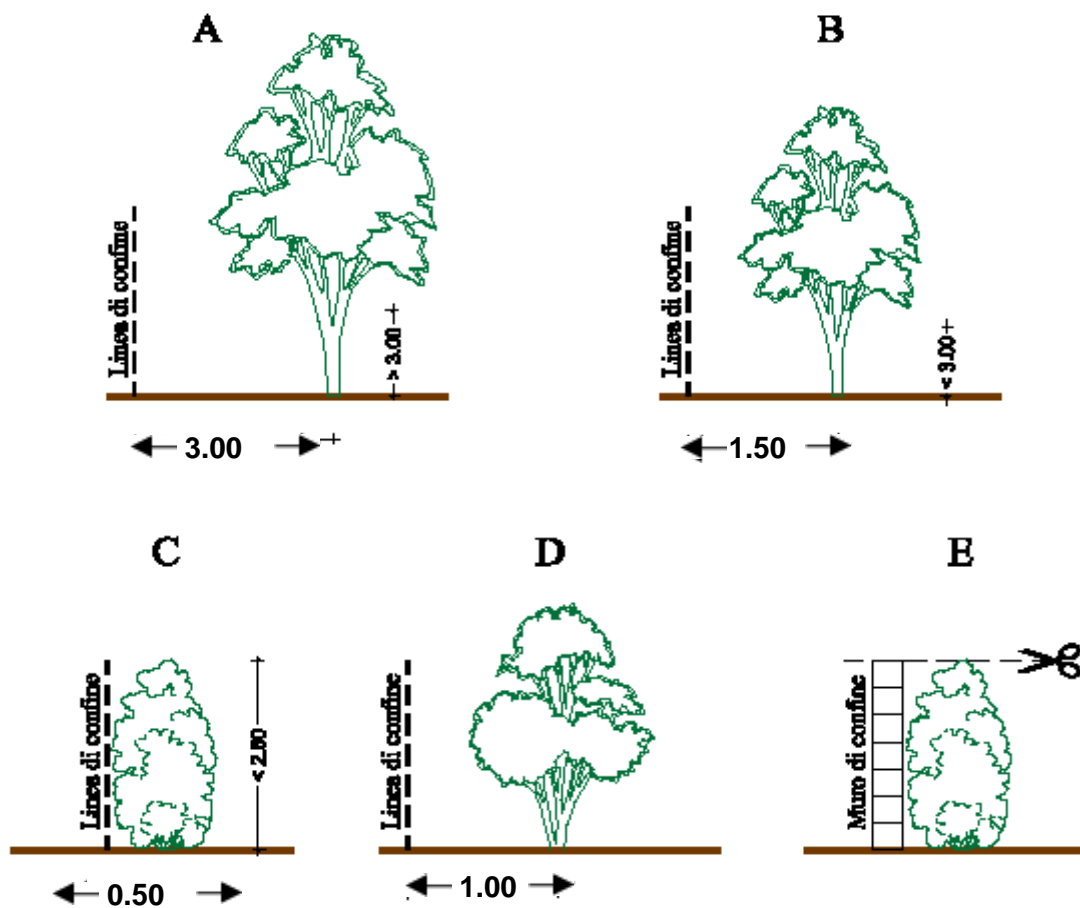 A
B
Linea di confine
> 3.00
Linea di confine
< 3.00
3.00
1.50
C
D
E
Linea di confine
< 2.50
Linea di confine
Muro di confine
0.50
1.00